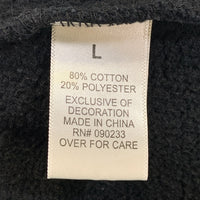 L
80% COTTON
20% POLYESTER
EXCLUSIVE OF
DECORATION
MADE IN CHINA
RN# 090233
OVER FOR CARE